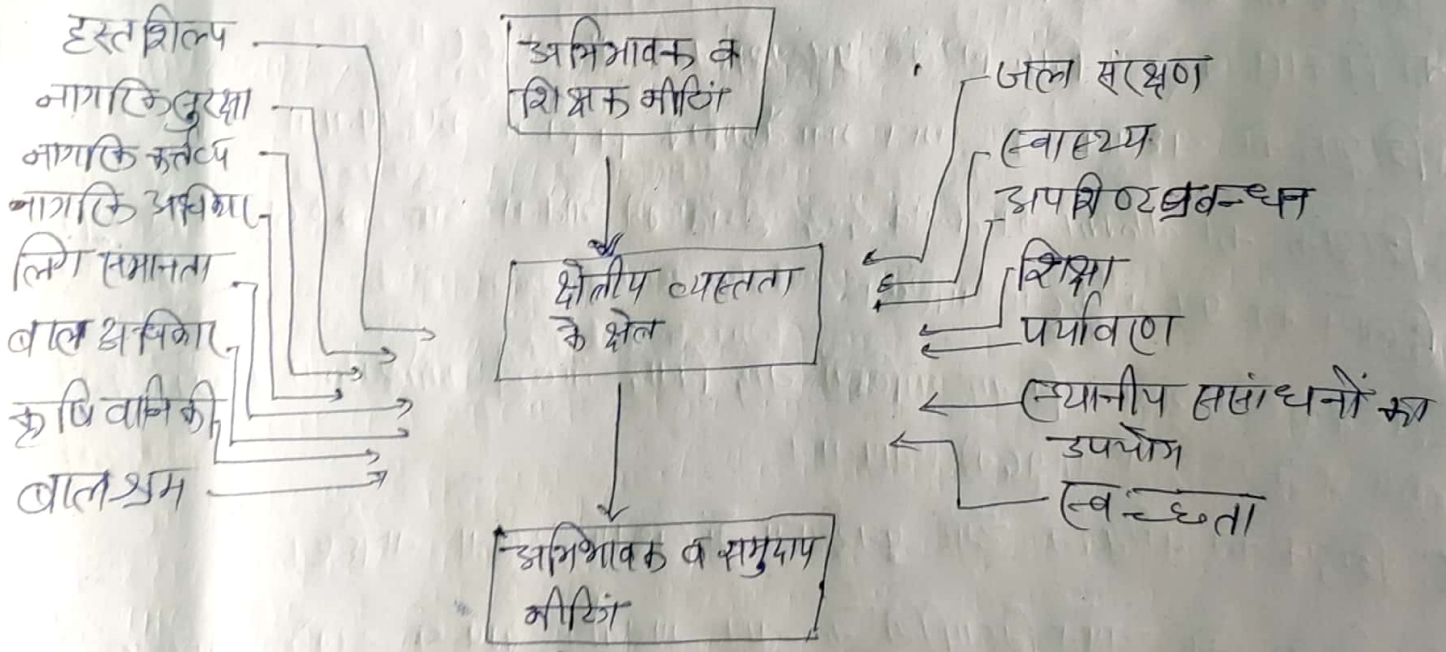 हस्तशिल्प
नागरिक सुरक्षा
नागरिक कर्तव्य
नागरिक अधिकार
लिंग समानता
बाल अधिकार
कृषि वानिकी
बालश्रम
अभिभावक व
शिक्षक मीटिंग
क्षेत्रीय व्यस्तता
के क्षेत्र
अभिभावक व समुदाय
मीटिंग
जल संरक्षण
स्वास्थ्य
अपशिष्ट प्रबन्धन
शिक्षा
पर्यावरण
स्थानीय संसाधनों का
उपयोग
स्वच्छता